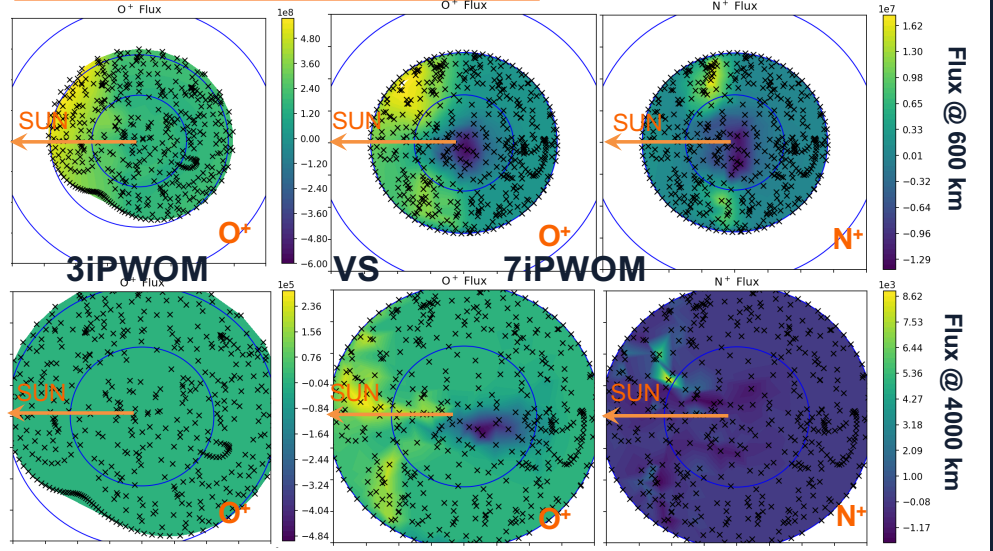 O⁺ Flux
O⁺ Flux
N⁺ Flux
1e8
4.80
3.60
2.40
1.20
0.00
−1.20
−2.40
−3.60
−4.80
−6.00
1e7
1.62
1.30
0.98
0.65
0.33
0.01
−0.32
−0.64
−0.96
−1.29
SUN
SUN
SUN
O⁺
O⁺
N⁺
Flux @ 600 km
3iPWOM VS 7iPWOM
O⁺ Flux
O⁺ Flux
N⁺ Flux
1e5
2.36
1.56
0.76
−0.04
−0.84
−1.64
−2.44
−3.24
−4.04
−4.84
1e3
8.62
7.53
6.44
5.36
4.27
3.18
2.09
1.00
−0.08
−1.17
SUN
SUN
SUN
O⁺
O⁺
N⁺
Flux @ 4000 km